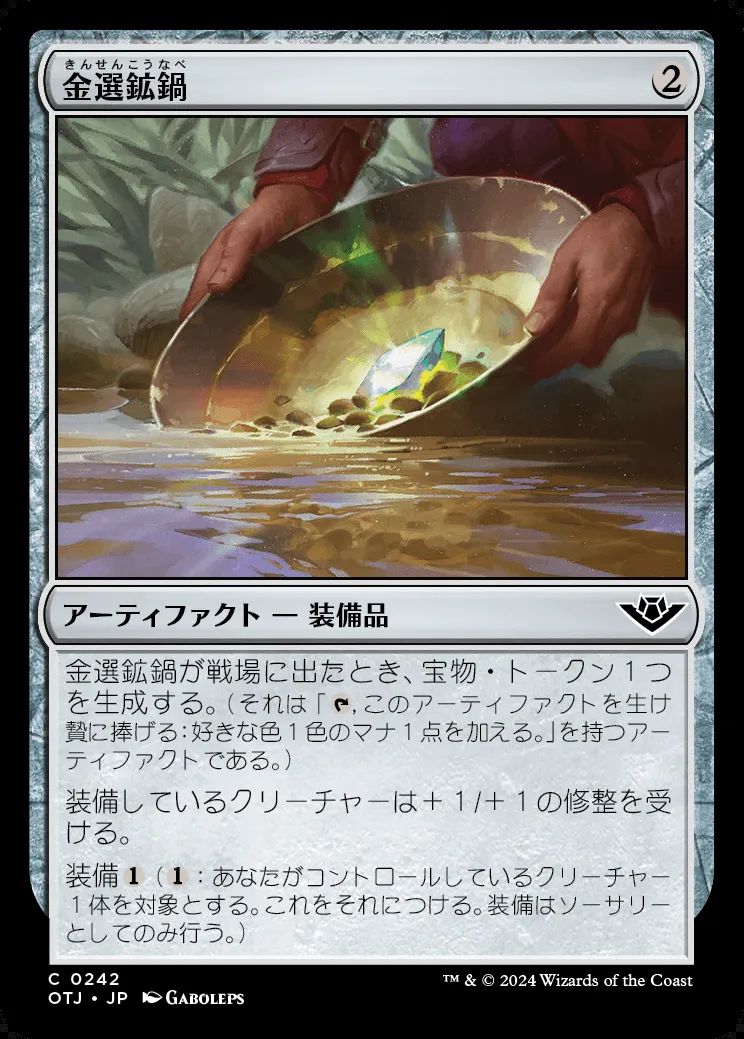 きんせんこうなべ
金選鉱鍋
2
アーティファクト — 装備品
金選鉱鍋が戦場に出たとき、宝物・トークン1つ
を生成する。（それは「,このアーティファクトを生け
贄に捧げる：好きな色1色のマナ1点を加える。」を持つアー
ティファクトである。）
装備しているクリーチャーは＋1/＋1の修整を受
ける。
装備1（1：あなたがコントロールしているクリーチャー
1体を対象とする。これをそれにつける。装備はソーサリー
としてのみ行う。）
C 0242
OTJ • JP GABOLEPS
™ & © 2024 Wizards of the Coast